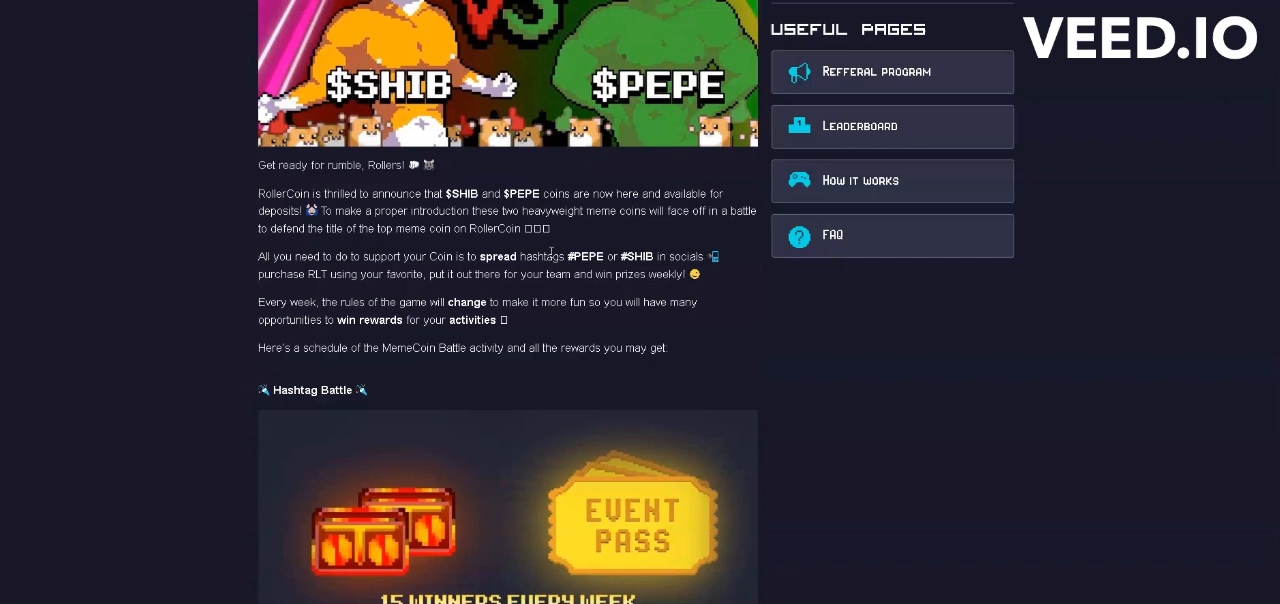 VS
$SHIB $PEPE
Get ready for rumble, Rollers!
RollerCoin is thrilled to announce that $SHIB and $PEPE coins are now here and available for
deposits! To make a proper introduction these two heavyweight meme coins will face off in a battle
to defend the title of the top meme coin on RollerCoin
All you need to do to support your Coin is to spread hashtags #PEPE or #SHIB in socials
purchase RLT using your favorite, put it out there for your team and win prizes weekly!
Every week, the rules of the game will change to make it more fun so you will have many
opportunities to win rewards for your activities
Here's a schedule of the MemeCoin Battle activity and all the rewards you may get:
Hashtag Battle
EVENT
PASS
15 WINNERS EVERY WEEK
USEFUL PAGES
REFFERAL PROGRAM
LEADERBOARD
HOW IT WORKS
FAQ
VEED.IO